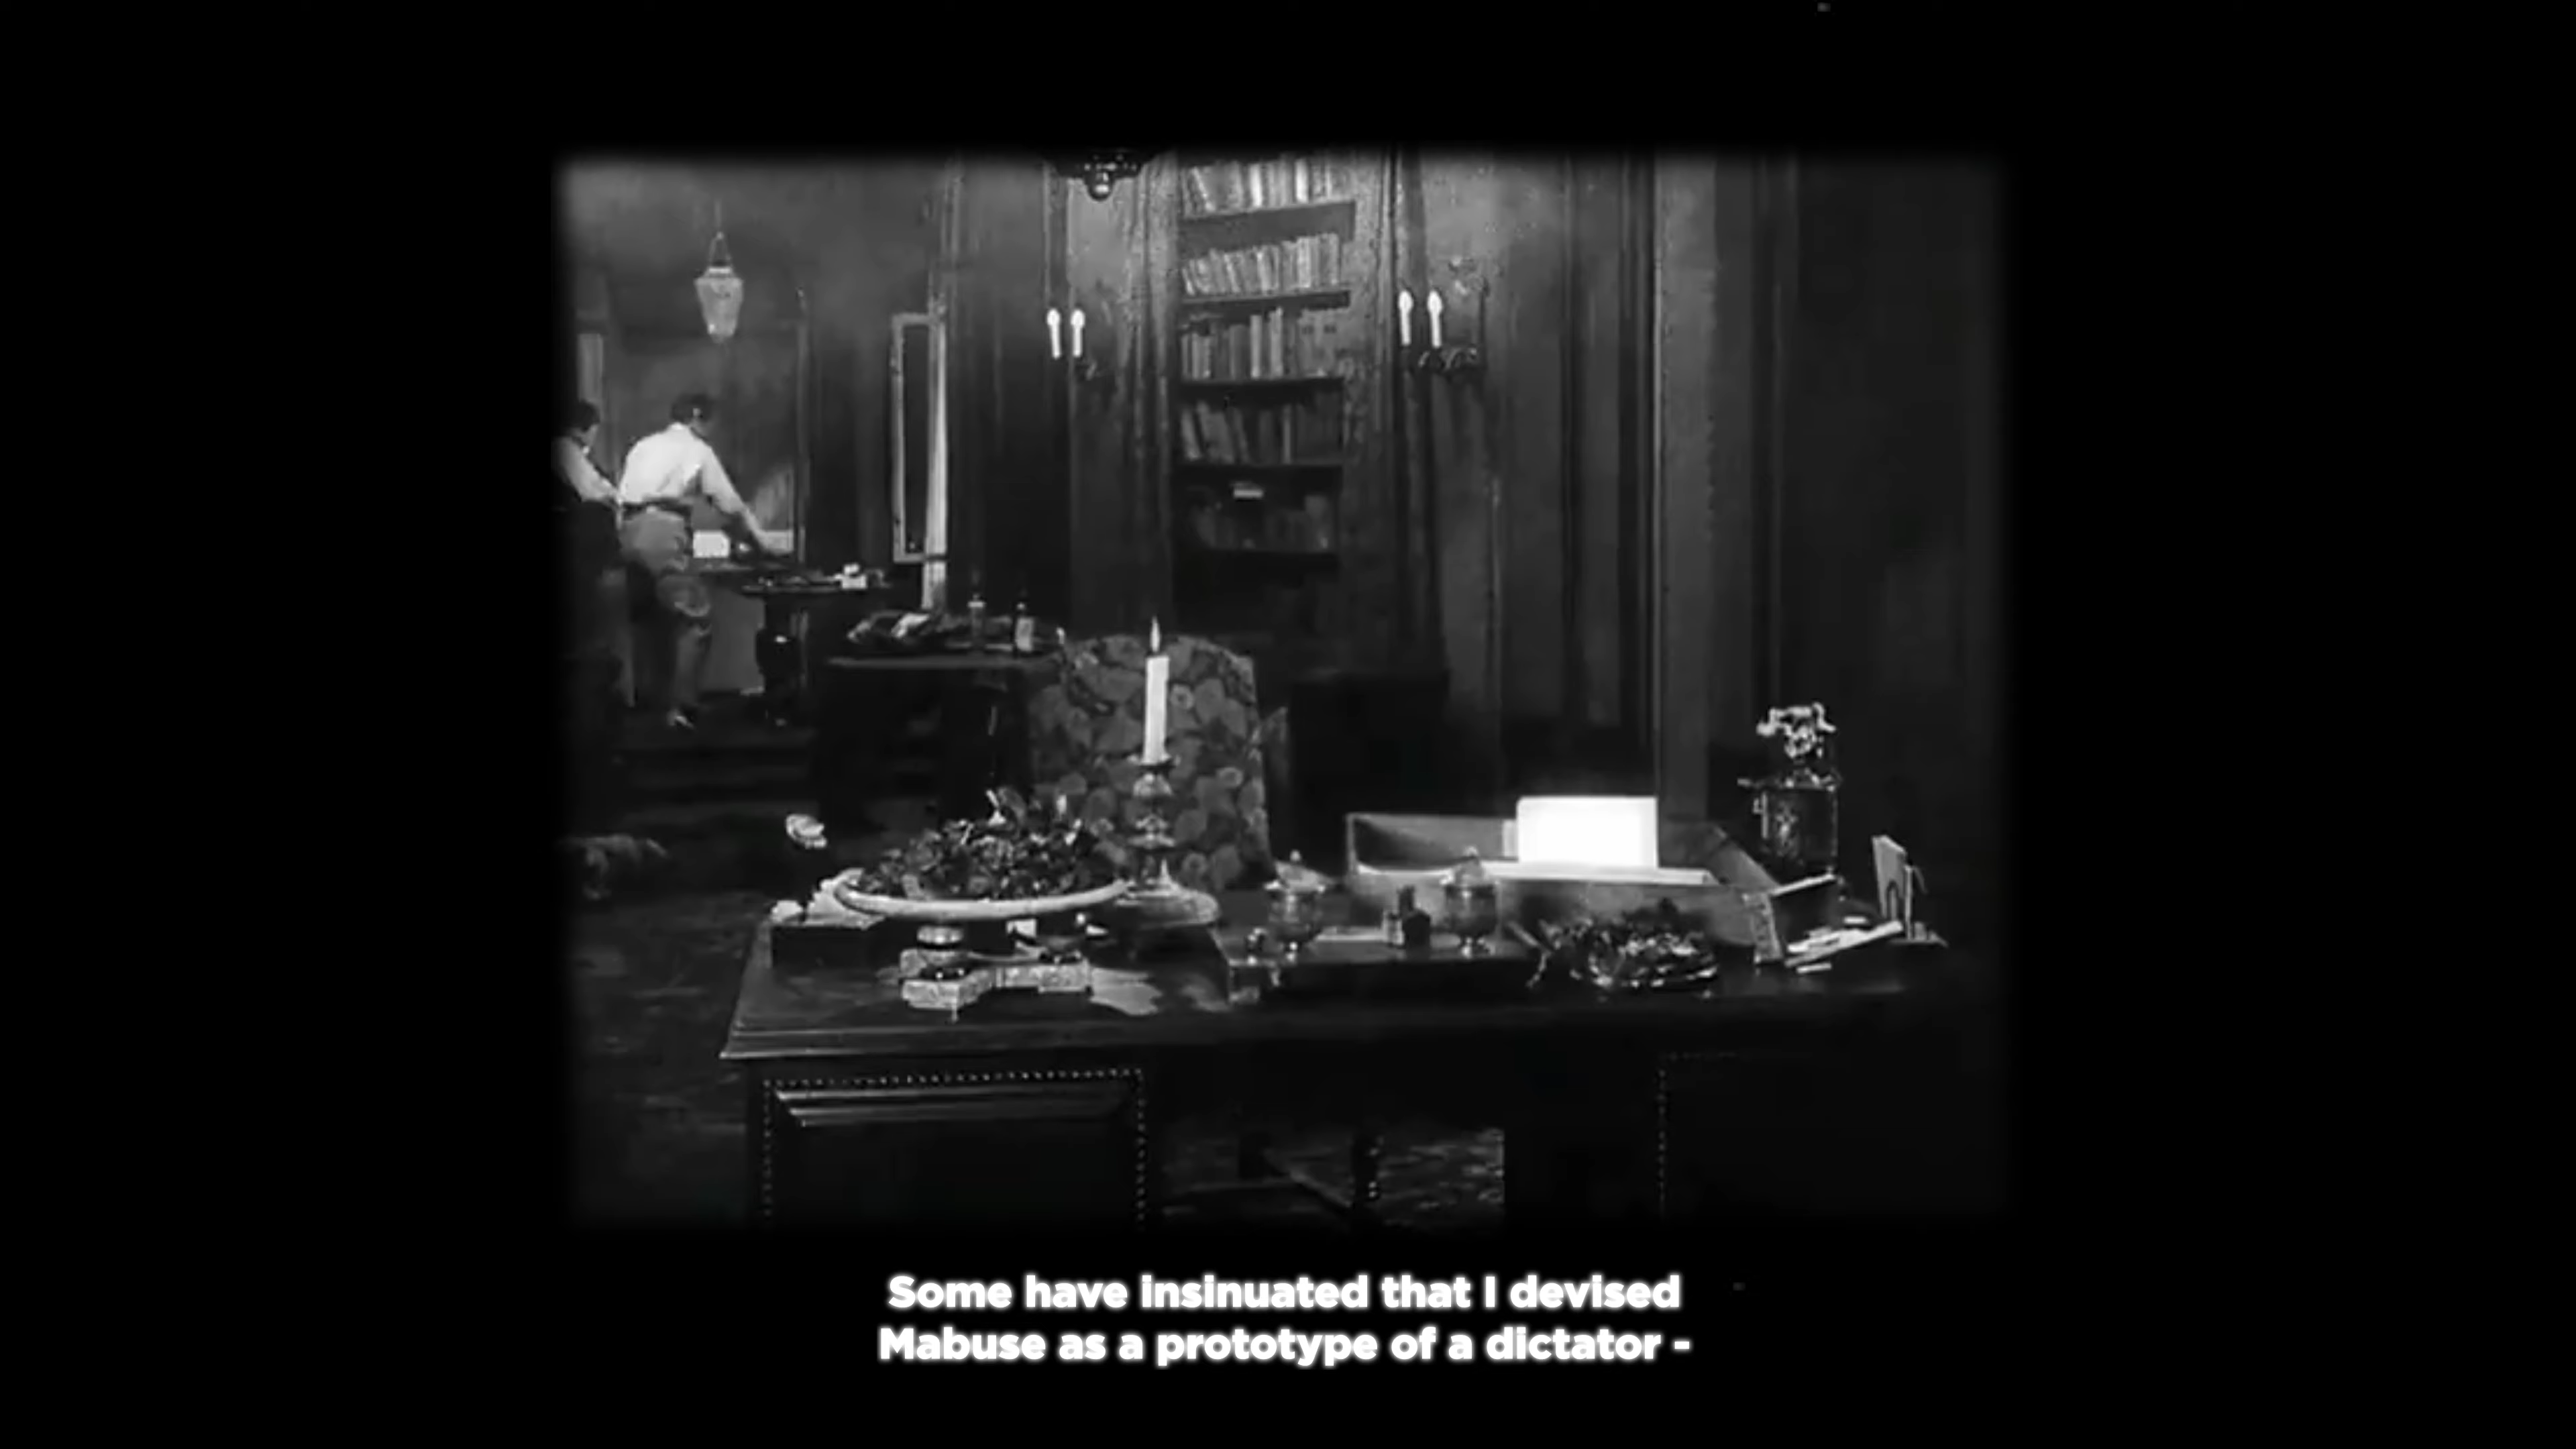 Some have insinuated that I devised
Mabuse as a prototype of a dictator -